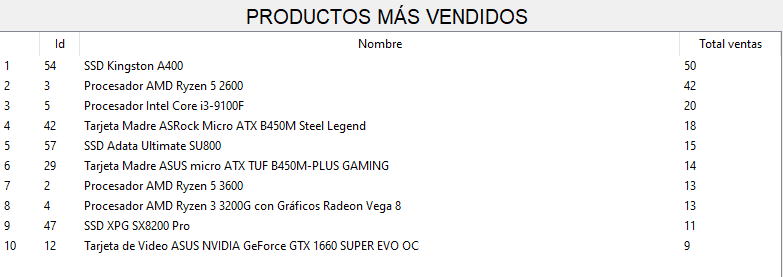 PRODUCTOS MÁS VENDIDOS
Id Nombre Total ventas
1 54 SSD Kingston A400 50
2 3 Procesador AMD Ryzen 5 2600 42
3 5 Procesador Intel Core i3-9100F 20
4 42 Tarjeta Madre ASRock Micro ATX B450M Steel Legend 18
5 57 SSD Adata Ultimate SU800 15
6 29 Tarjeta Madre ASUS micro ATX TUF B450M-PLUS GAMING 14
7 2 Procesador AMD Ryzen 5 3600 13
8 4 Procesador AMD Ryzen 3 3200G con Gráficos Radeon Vega 8 13
9 47 SSD XPG SX8200 Pro 11
10 12 Tarjeta de Video ASUS NVIDIA GeForce GTX 1660 SUPER EVO OC 9